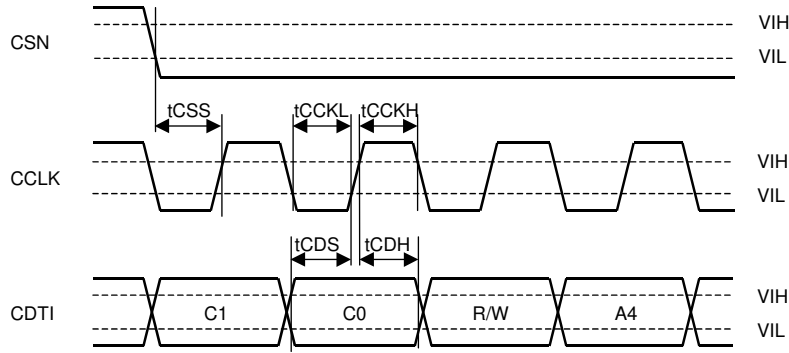 CSN
VIH
VIL
tCSS
tCCKL
tCCKH
CCLK
VIH
VIL
tCDS
tCDH
CDTI
C1
C0
R/W
A4
VIH
VIL